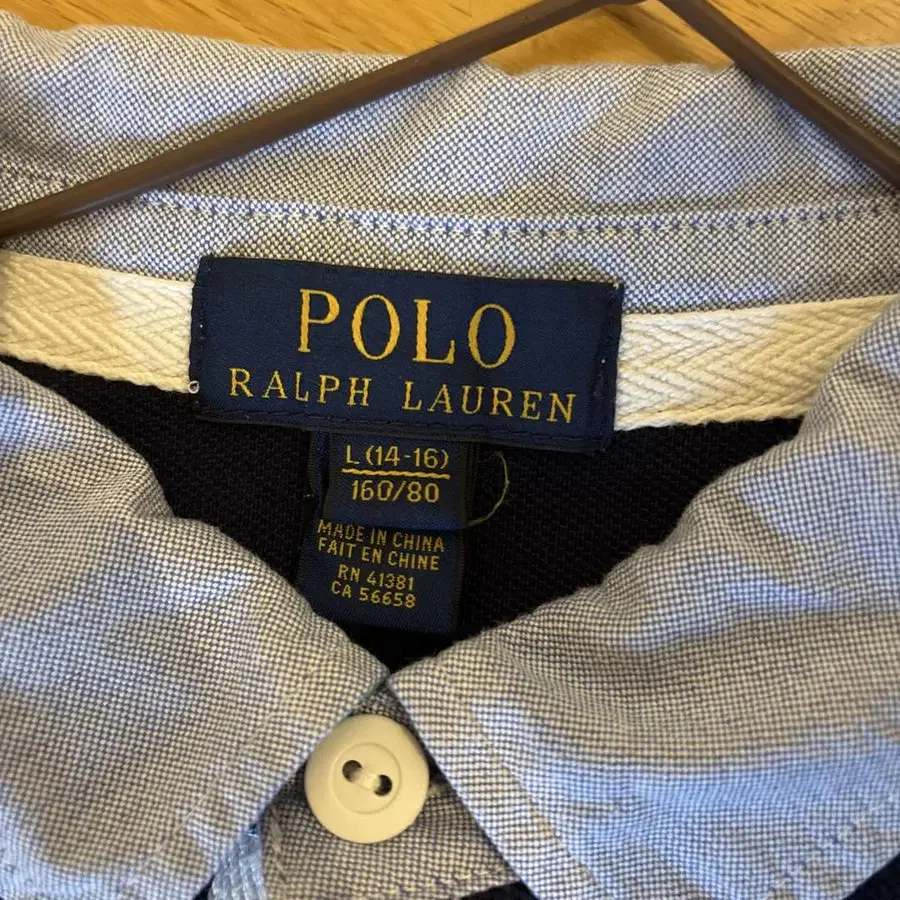 POLO
RALPH LAUREN
L (14-16)
160/80
MADE IN CHINA
FAIT EN CHINE
RN 41381
CA 56658